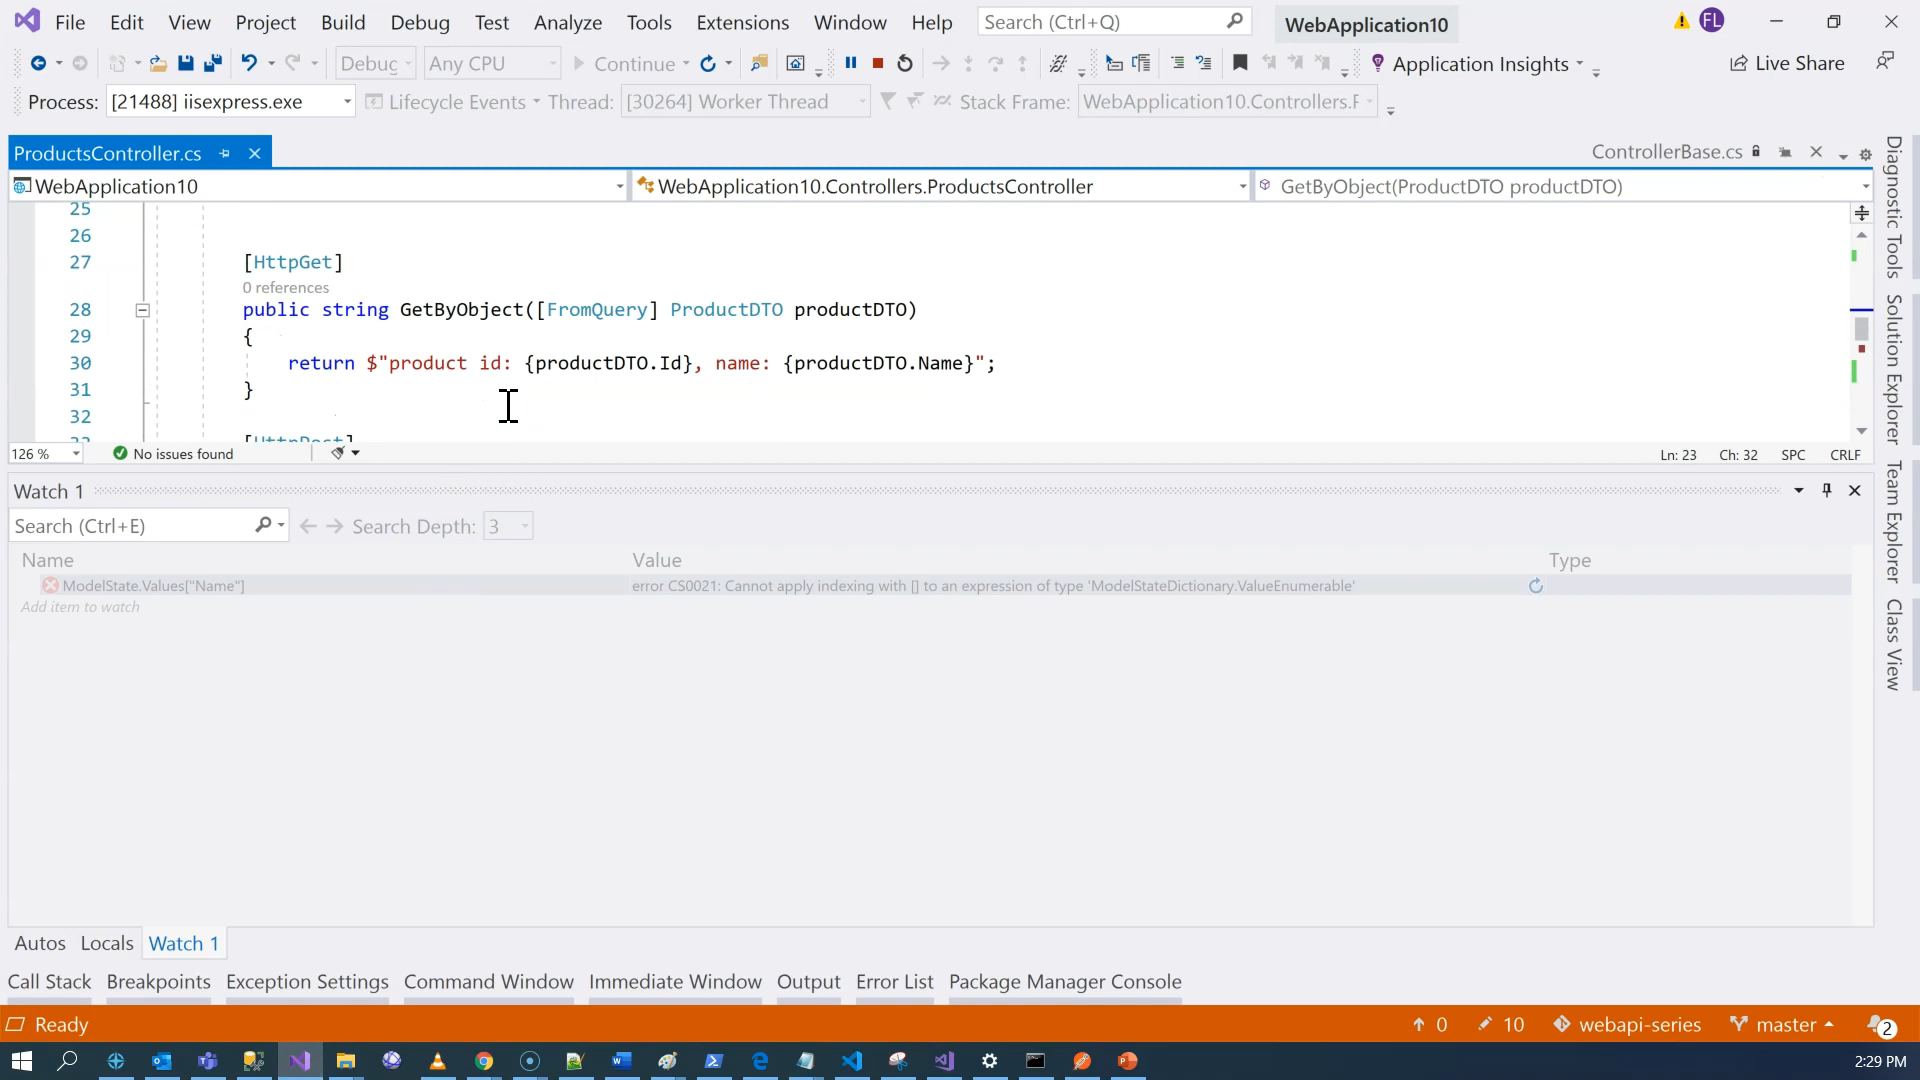 File Edit View Project Build Debug Test Analyze Tools Extensions Window Help Search (Ctrl+Q) WebApplication10 FL
Debug Any CPU Continue Application Insights Live Share
Process: [21488] iisexpress.exe Lifecycle Events Thread: [30264] Worker Thread Stack Frame: WebApplication10.Controllers.
ProductsController.cs ControllerBase.cs
WebApplication10 WebApplication10.Controllers.ProductsController GetByObject(ProductDTO productDTO)
25
26
27 [HttpGet]
0 references
28 public string GetByObject([FromQuery] ProductDTO productDTO)
29 {
30 return $"product id: {productDTO.Id}, name: {productDTO.Name}";
31 }
32
33 [HttpPost]
126 % No issues found Ln: 23 Ch: 32 SPC CRLF
Watch 1
Search (Ctrl+E) Search Depth: 3
Name Value Type
ModelState.Values["Name"] error CS0021: Cannot apply indexing with [] to an expression of type 'ModelStateDictionary.ValueEnumerable'
Add item to watch
Autos Locals Watch 1
Call Stack Breakpoints Exception Settings Command Window Immediate Window Output Error List Package Manager Console
Ready 0 10 webapi-series master 2
2:29 PM
Diagnostic Tools
Solution Explorer
Team Explorer
Class View